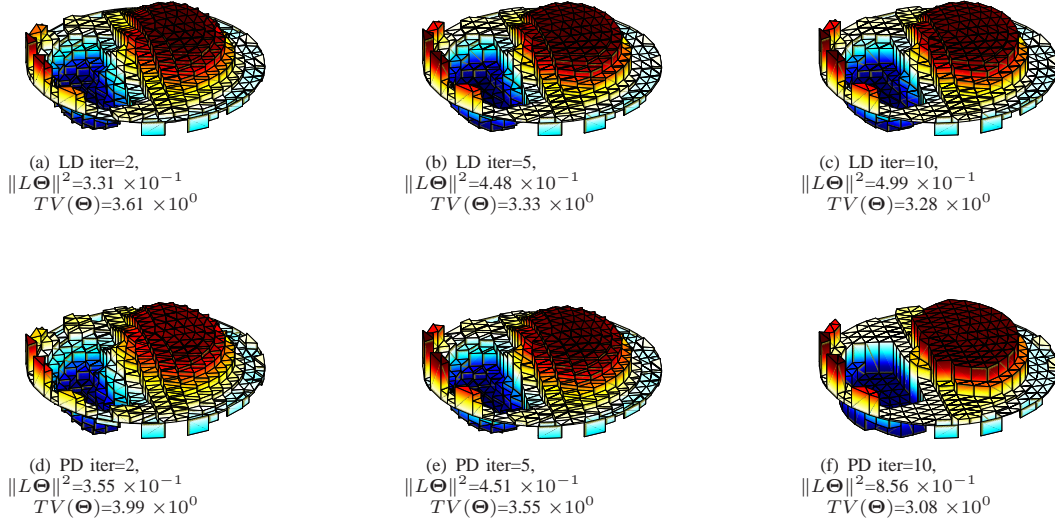 (a) LD iter=2,
‖LΘ‖²=3.31 ×10⁻¹
TV(Θ)=3.61 ×10⁰
(b) LD iter=5,
‖LΘ‖²=4.48 ×10⁻¹
TV(Θ)=3.33 ×10⁰
(c) LD iter=10,
‖LΘ‖²=4.99 ×10⁻¹
TV(Θ)=3.28 ×10⁰
(d) PD iter=2,
‖LΘ‖²=3.55 ×10⁻¹
TV(Θ)=3.99 ×10⁰
(e) PD iter=5,
‖LΘ‖²=4.51 ×10⁻¹
TV(Θ)=3.55 ×10⁰
(f) PD iter=10,
‖LΘ‖²=8.56 ×10⁻¹
TV(Θ)=3.08 ×10⁰